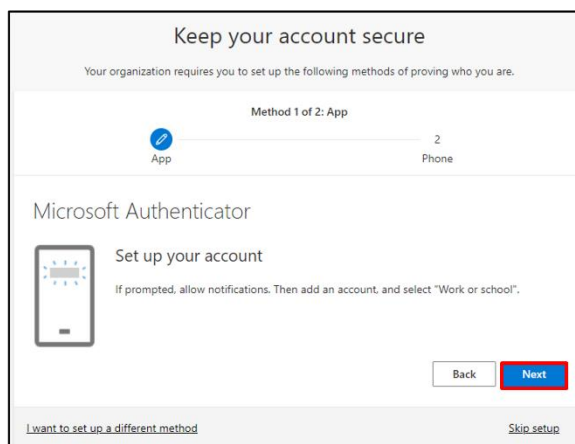 Keep your account secure
Your organization requires you to set up the following methods of proving who you are.
Method 1 of 2: App
App
2
Phone
Microsoft Authenticator
Set up your account
If prompted, allow notifications. Then add an account, and select "Work or school".
Back
Next
I want to set up a different method
Skip setup